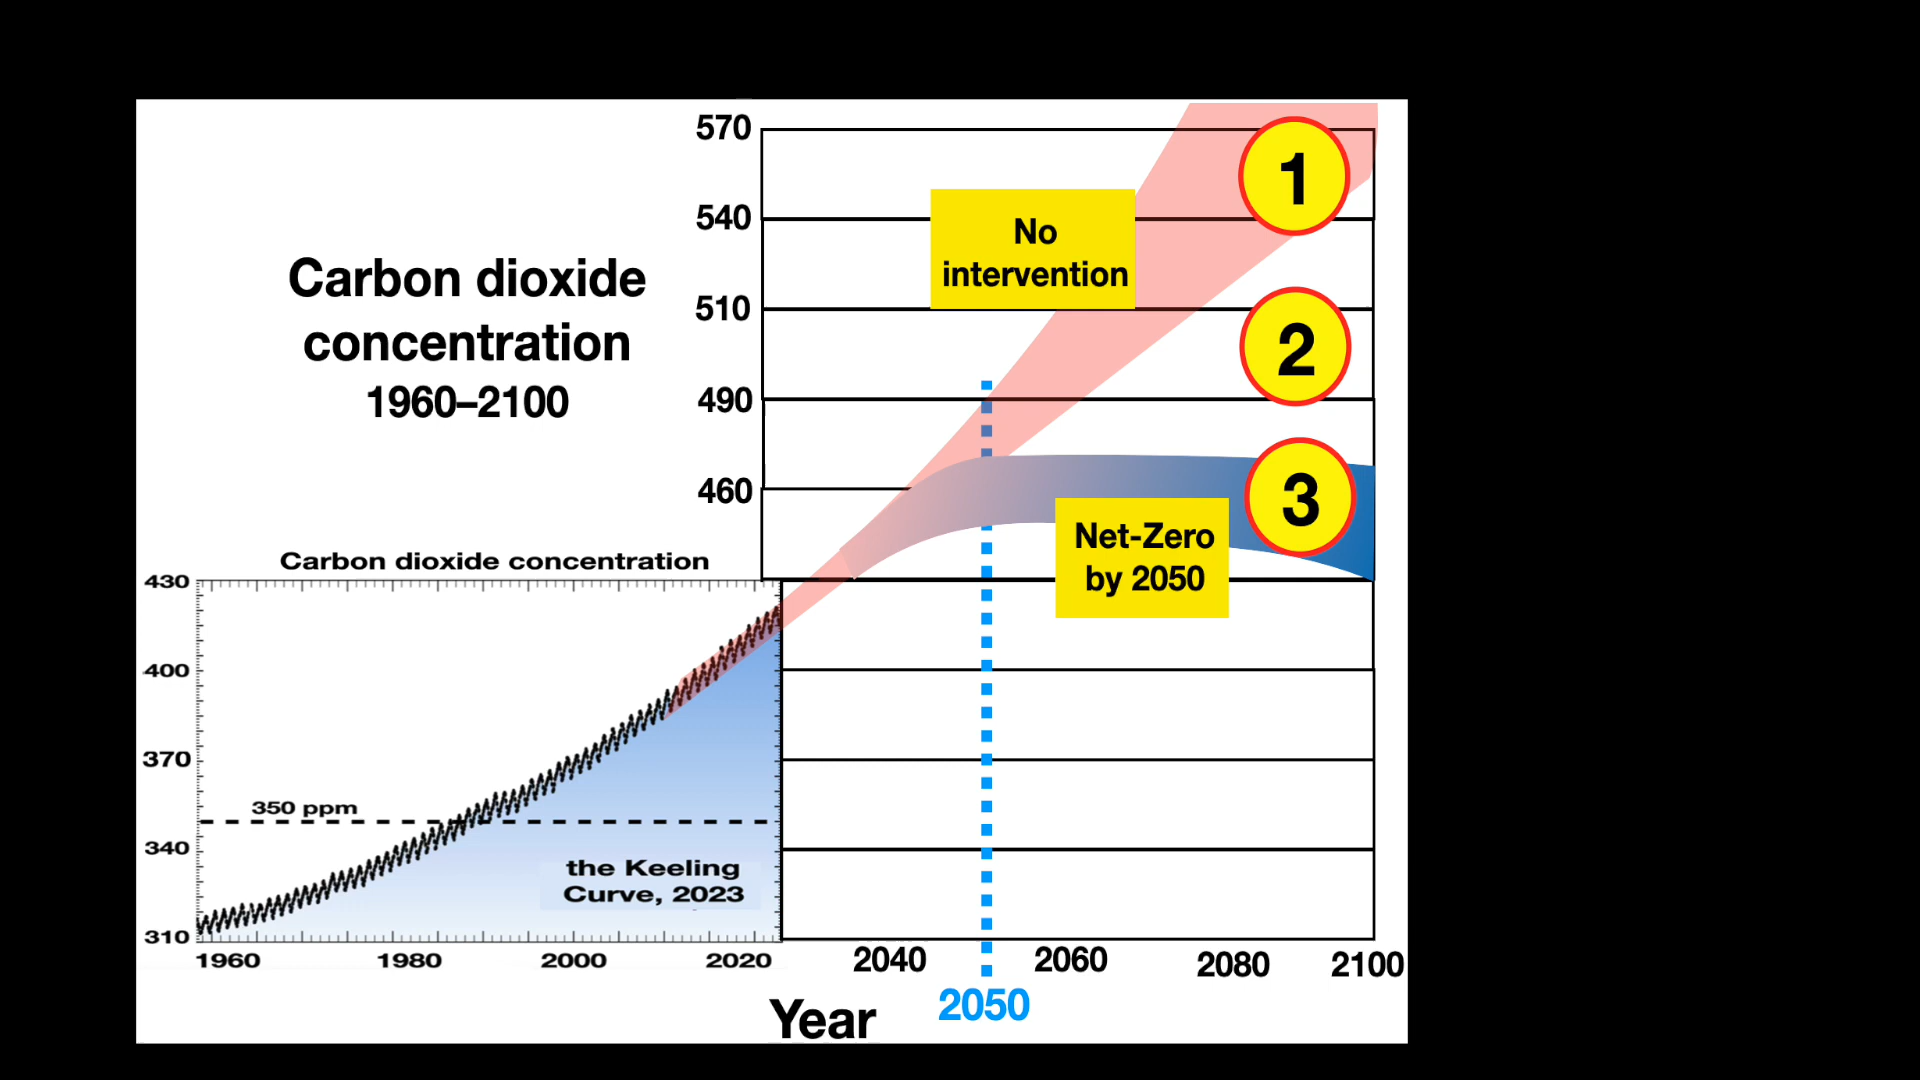 570
540
510
490
460
No
intervention
1
2
3
Carbon dioxide
concentration
1960–2100
Net-Zero
by 2050
Carbon dioxide concentration
430
400
370
340
310
350 ppm
the Keeling
Curve, 2023
1960
1980
2000
2020
2040
2060
2080
2100
2050
Year